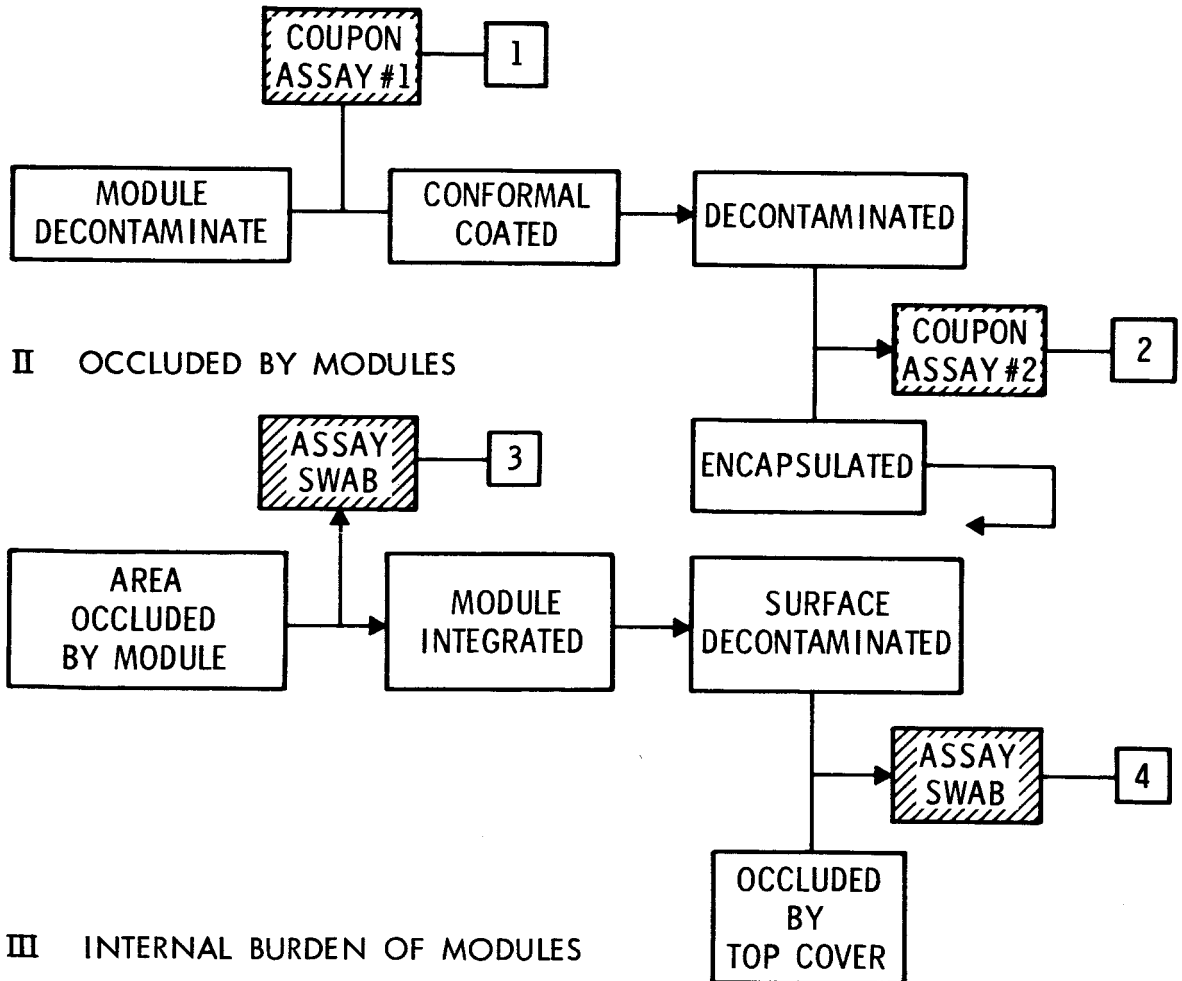 COUPON
ASSAY #1
1
MODULE
DECONTAMINATE
CONFORMAL
COATED
DECONTAMINATED
COUPON
ASSAY #2
2
II OCCLUDED BY MODULES
ASSAY
SWAB
3
ENCAPSULATED
AREA
OCCLUDED
BY MODULE
MODULE
INTEGRATED
SURFACE
DECONTAMINATED
ASSAY
SWAB
4
OCCLUDED
BY
TOP COVER
III INTERNAL BURDEN OF MODULES